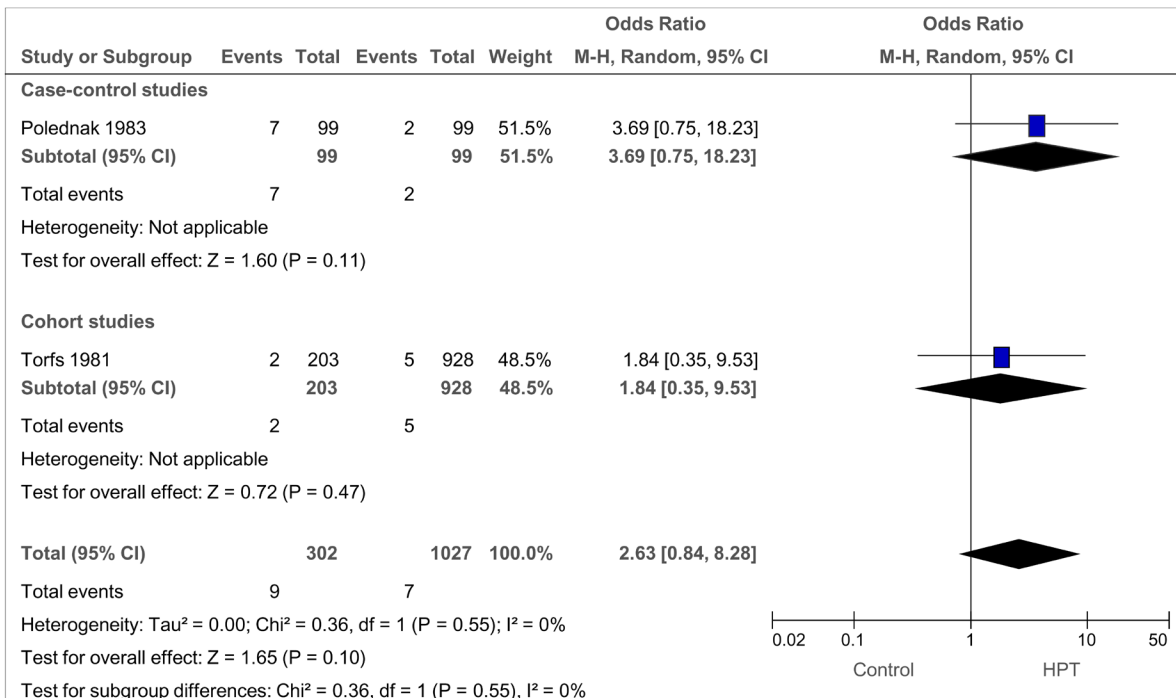 Odds Ratio Odds Ratio
Study or Subgroup Events Total Events Total Weight M-H, Random, 95% CI M-H, Random, 95% CI
Case-control studies
Polednak 1983 7 99 2 99 51.5% 3.69 [0.75, 18.23]
Subtotal (95% CI) 99 99 51.5% 3.69 [0.75, 18.23]
Total events 7 2
Heterogeneity: Not applicable
Test for overall effect: Z = 1.60 (P = 0.11)
Cohort studies
Torfs 1981 2 203 5 928 48.5% 1.84 [0.35, 9.53]
Subtotal (95% CI) 203 928 48.5% 1.84 [0.35, 9.53]
Total events 2 5
Heterogeneity: Not applicable
Test for overall effect: Z = 0.72 (P = 0.47)
Total (95% CI) 302 1027 100.0% 2.63 [0.84, 8.28]
Total events 9 7
Heterogeneity: Tau² = 0.00; Chi² = 0.36, df = 1 (P = 0.55); I² = 0%
0.02 0.1 1 10 50
Test for overall effect: Z = 1.65 (P = 0.10)
Control HPT
Test for subgroup differences: Chi² = 0.36, df = 1 (P = 0.55), I² = 0%